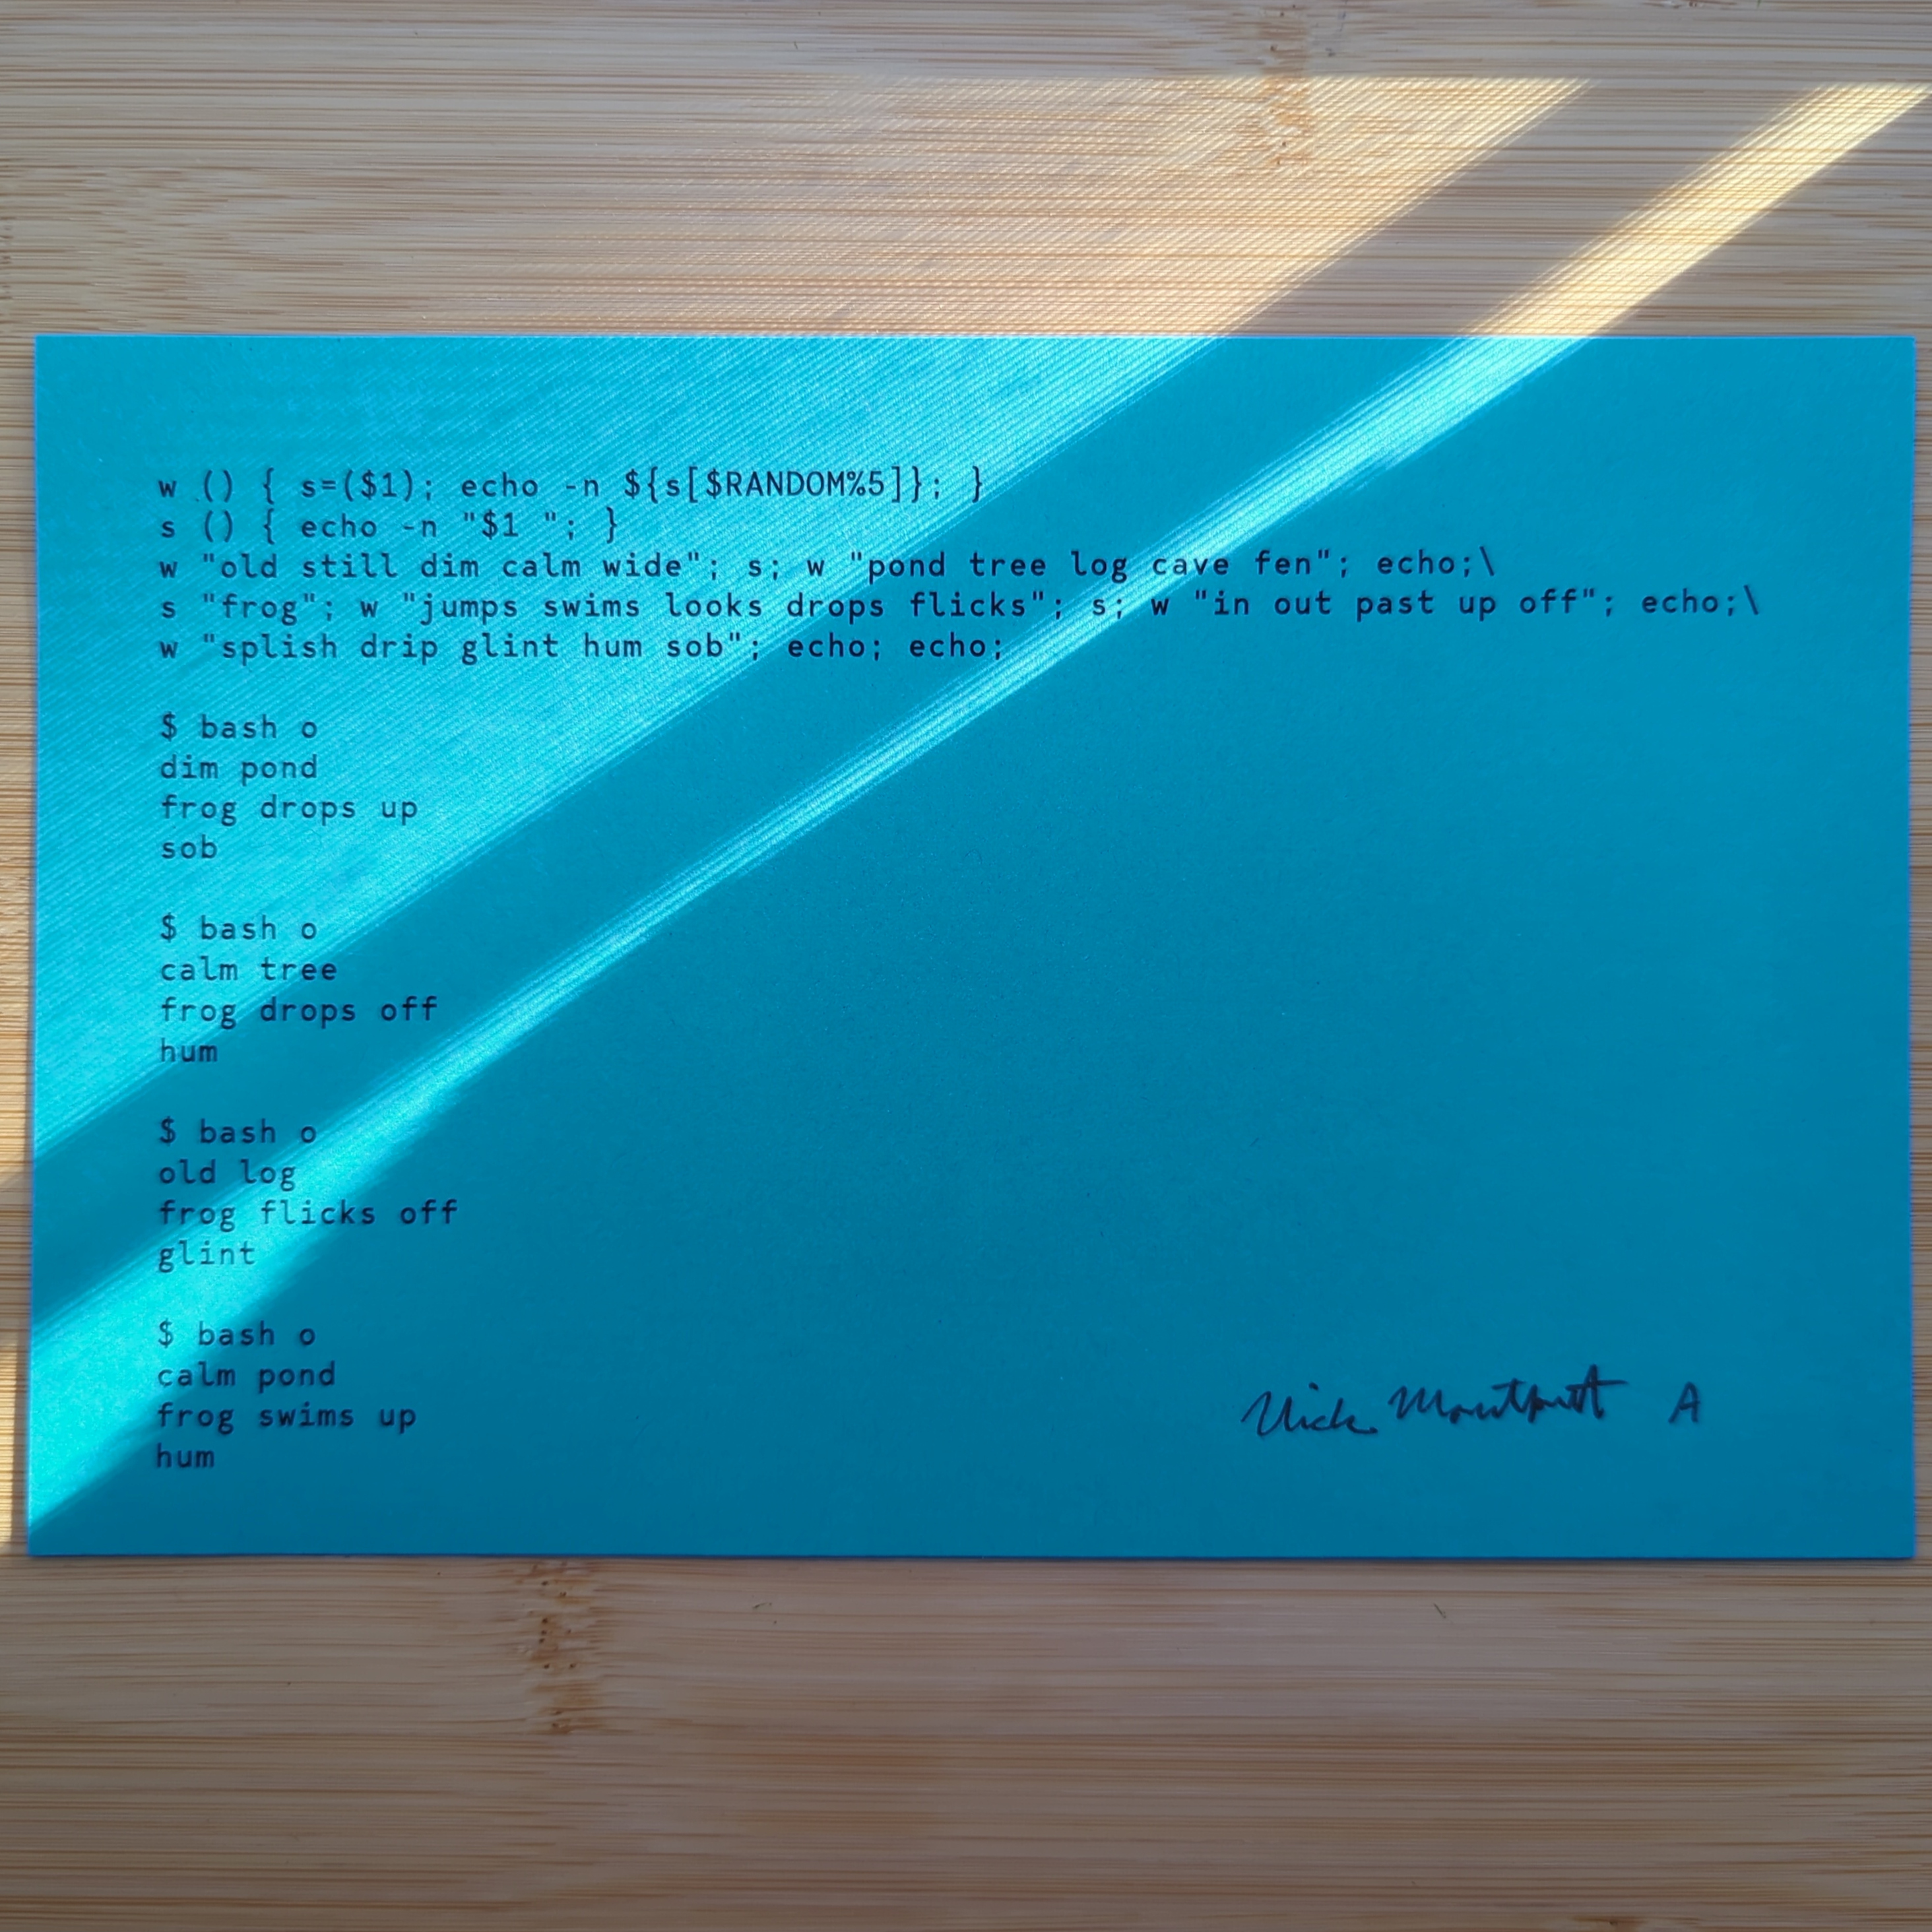 w () { s=($1); echo -n ${s[$RANDOM%5]}; }
s () { echo -n "$1 "; }
w "old still dim calm wide"; s; w "pond tree log cave fen"; echo;\
s "frog"; w "jumps swims looks drops flicks"; s; w "in out past up off"; echo;\
w "splish drip glint hum sob"; echo; echo;
$ bash o
dim pond
frog drops up
sob
$ bash o
calm tree
frog drops off
hum
$ bash o
old log
frog flicks off
glint
$ bash o
calm pond
frog swims up
hum
Nick Montfort A